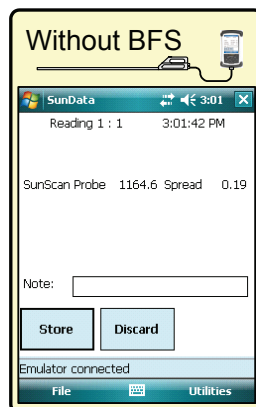 Without BFS
SunData 3:01
Reading 1 : 1 3:01:42 PM
SunScan Probe 1164.6 Spread 0.19
Note:
Store Discard
Emulator connected
File Utilities